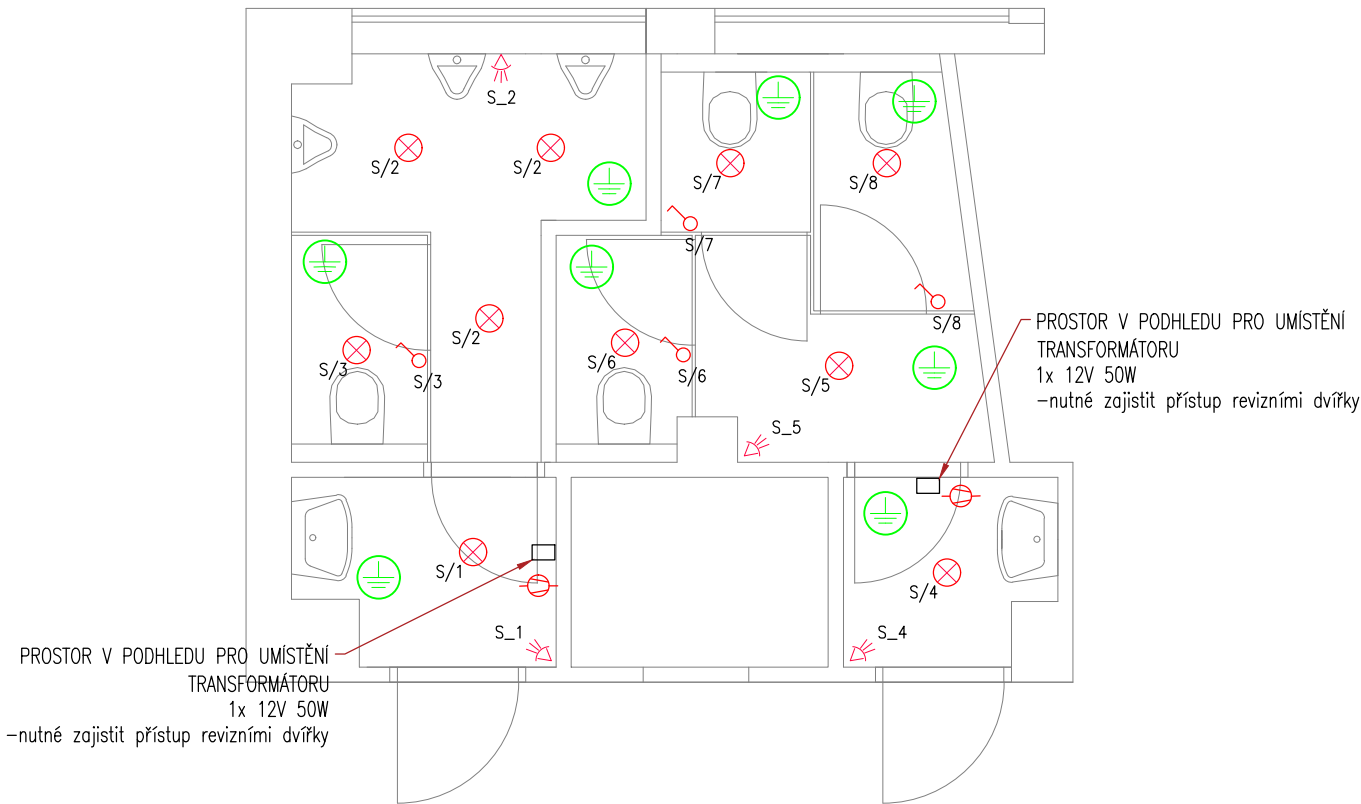 S_2
S/2
S/2
S/7
S/8
S/7
S/8
S/2
S/3
S/3
S/6
S/6
S/5
S_5
PROSTOR V PODHLEDU PRO UMÍSTĚNÍ
TRANSFORMÁTORU
1x 12V 50W
-nutné zajistit přístup revizními dvířky
S/1
S/4
S_1
S_4
PROSTOR V PODHLEDU PRO UMÍSTĚNÍ
TRANSFORMÁTORU
1x 12V 50W
-nutné zajistit přístup revizními dvířky